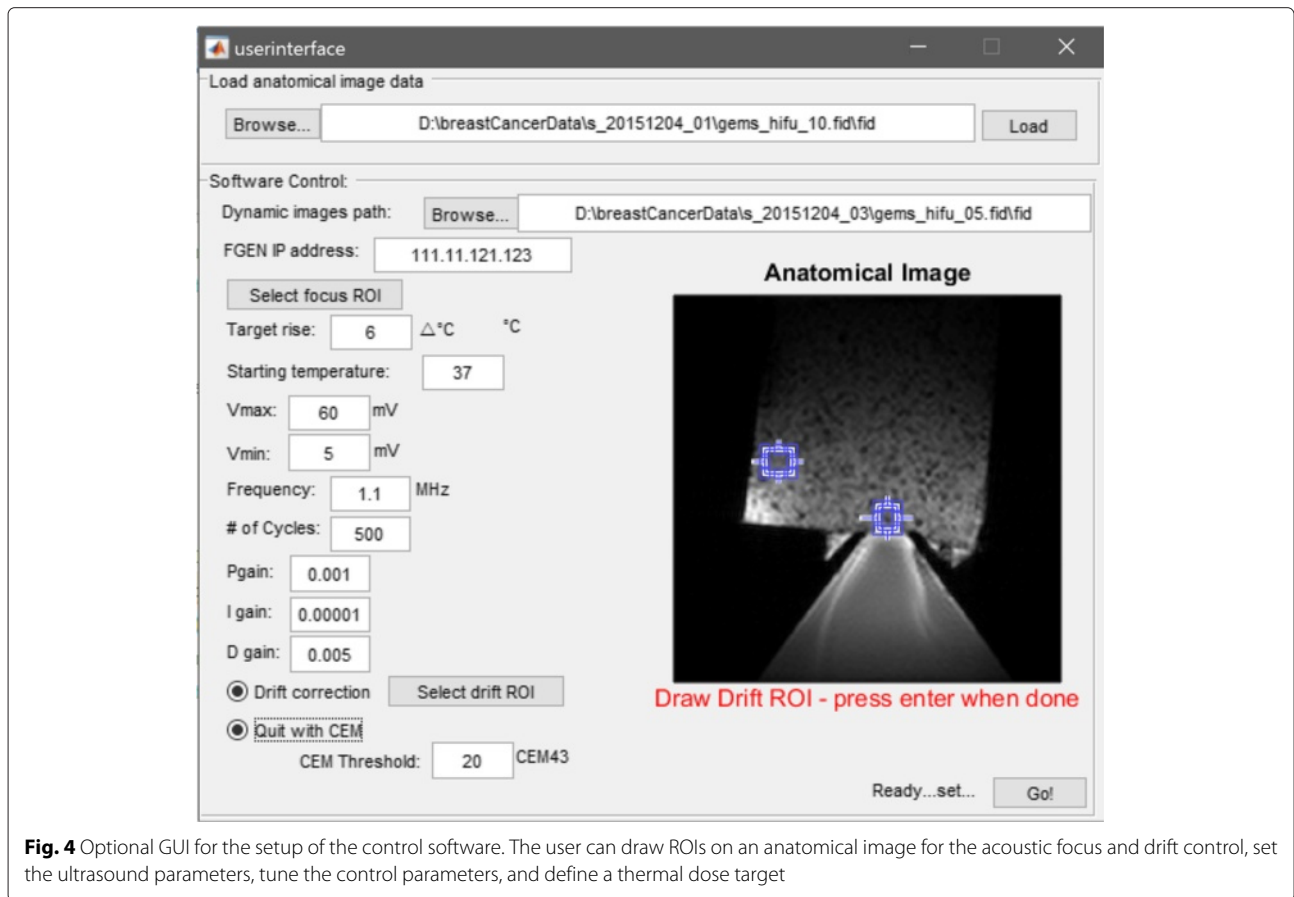 userinterface
Load anatomical image data
Browse... D:\breastCancerData\s_20151204_01\gems_hifu_10.fid\fid Load
Software Control:
Dynamic images path: Browse... D:\breastCancerData\s_20151204_03\gems_hifu_05.fid\fid
FGEN IP address: 111.11.121.123
Select focus ROI
Target rise: 6 △°C °C
Starting temperature: 37
Vmax: 60 mV
Vmin: 5 mV
Frequency: 1.1 MHz
# of Cycles: 500
Pgain: 0.001
I gain: 0.00001
D gain: 0.005
Drift correction Select drift ROI
Quit with CEM
CEM Threshold: 20 CEM43
Anatomical Image
Draw Drift ROI - press enter when done
Ready...set... Go!
Fig. 4 Optional GUI for the setup of the control software. The user can draw ROIs on an anatomical image for the acoustic focus and drift control, set
the ultrasound parameters, tune the control parameters, and define a thermal dose target